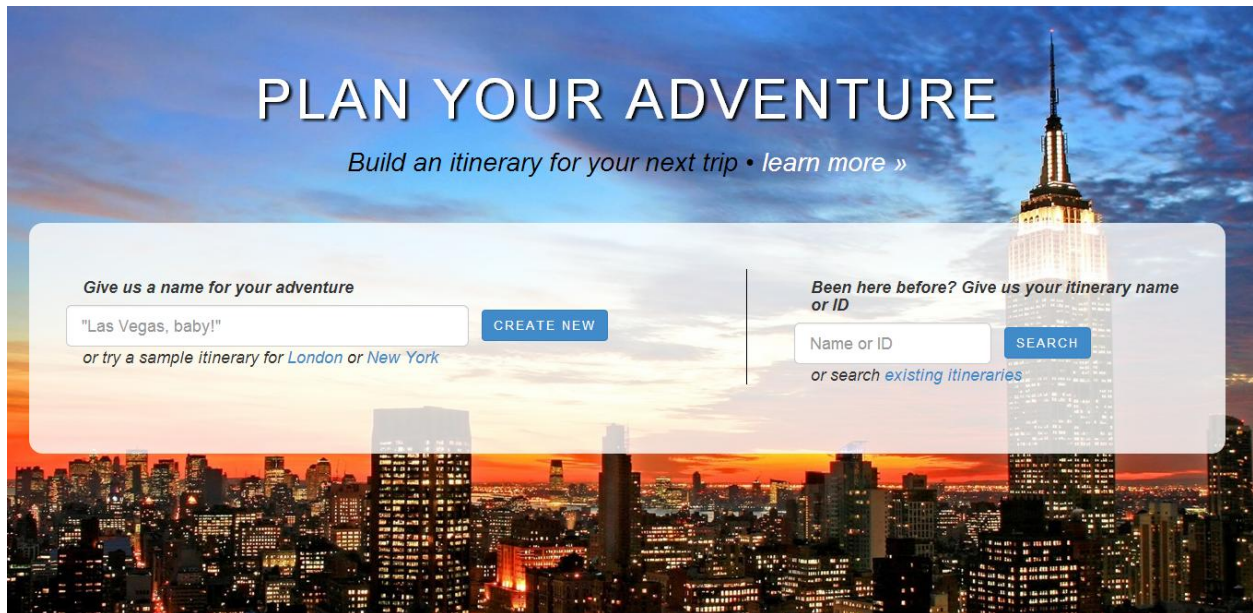 PLAN YOUR ADVENTURE
Build an itinerary for your next trip • learn more »
Give us a name for your adventure
"Las Vegas, baby!"
CREATE NEW
or try a sample itinerary for London or New York
Been here before? Give us your itinerary name
or ID
Name or ID
SEARCH
or search existing itineraries